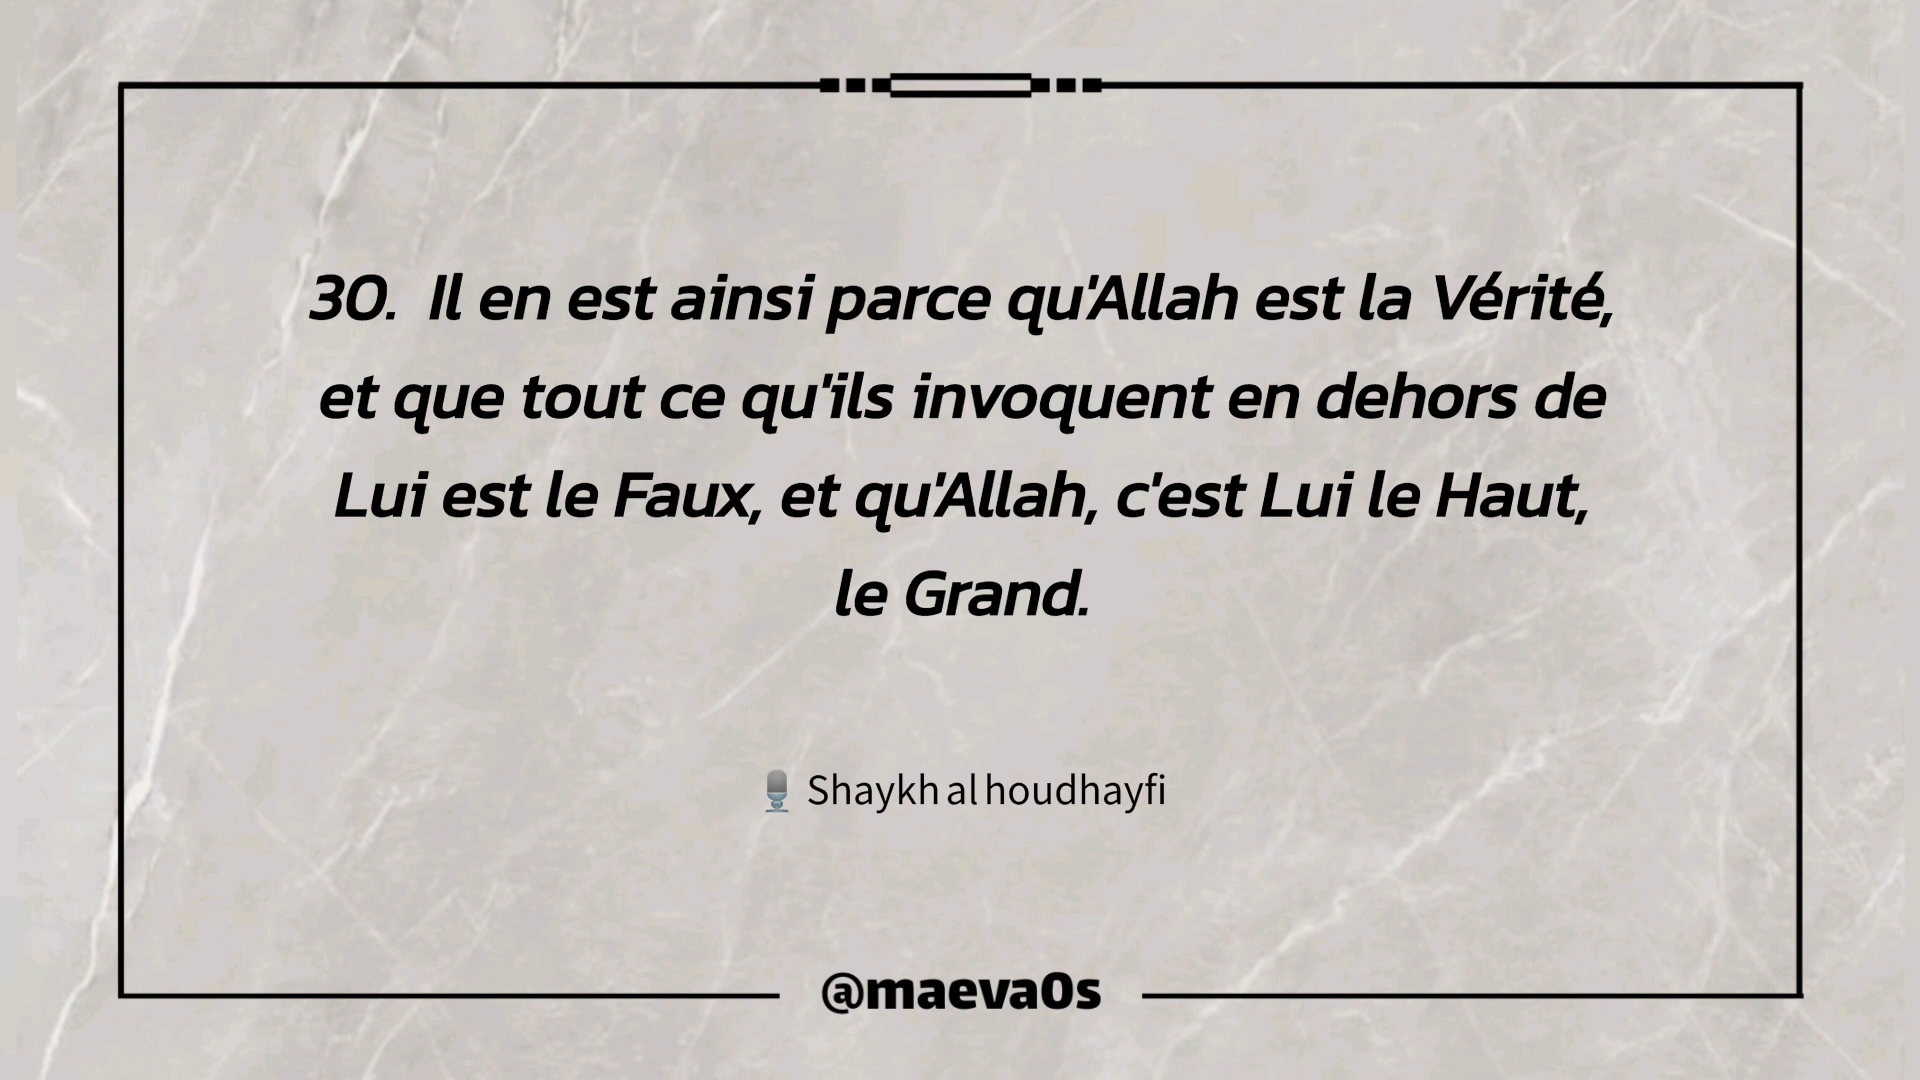 30. Il en est ainsi parce qu'Allah est la Vérité,
et que tout ce qu'ils invoquent en dehors de
Lui est le Faux, et qu'Allah, c'est Lui le Haut,
le Grand.
🎙️ Shaykh al houdhayfi
@maeva0s